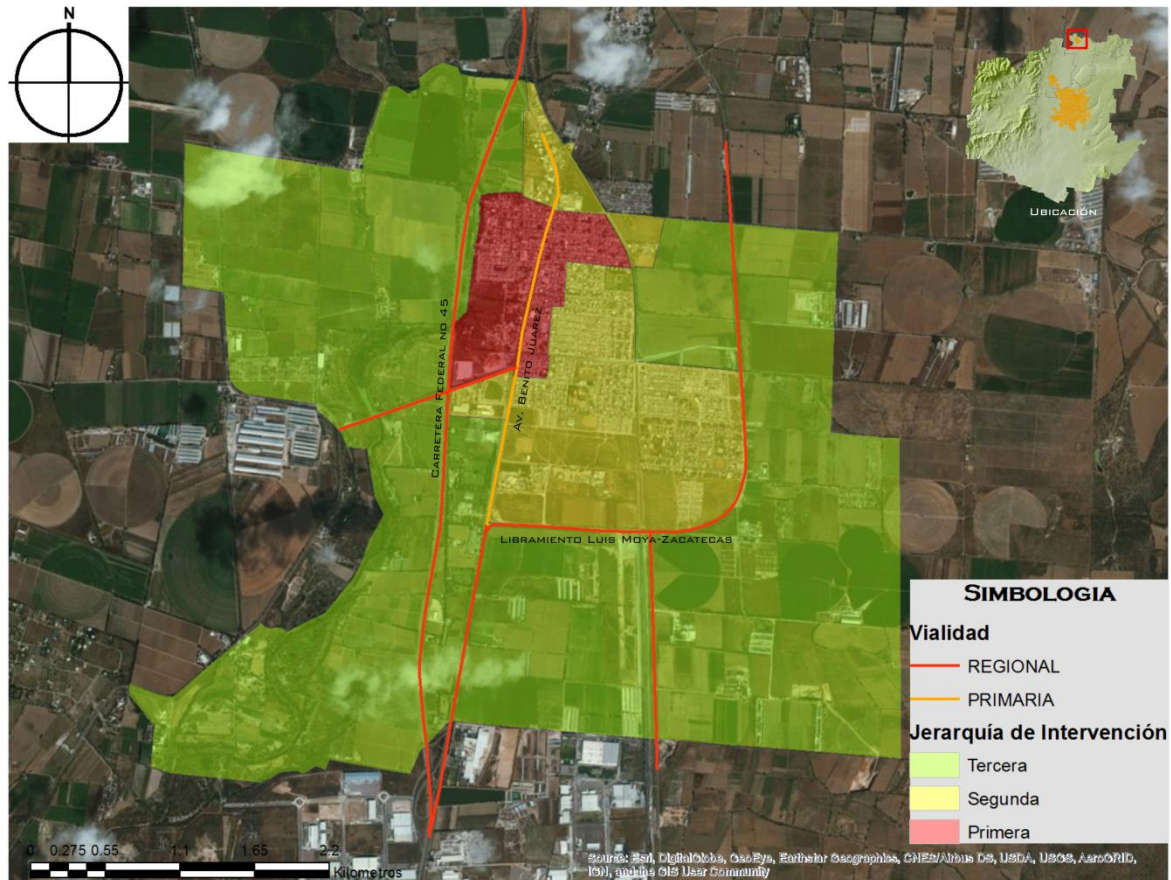 N
UBICACIÓN
CARRETERA FEDERAL NO 45
AV. BENITO JUAREZ
LIBRAMIENTO LUIS MOYA-ZACATECAS
SIMBOLOGIA
Vialidad
REGIONAL
PRIMARIA
Jerarquía de Intervención
Tercera
Segunda
Primera
0 0.275 0.55 1.1 1.65 2.2
Kilometros
Source: Esri, DigitalGlobe, GeoEye, Earthstar Geographics, CNES/Airbus DS, USDA, USGS, AeroGRID,
IGN, and the GIS User Community